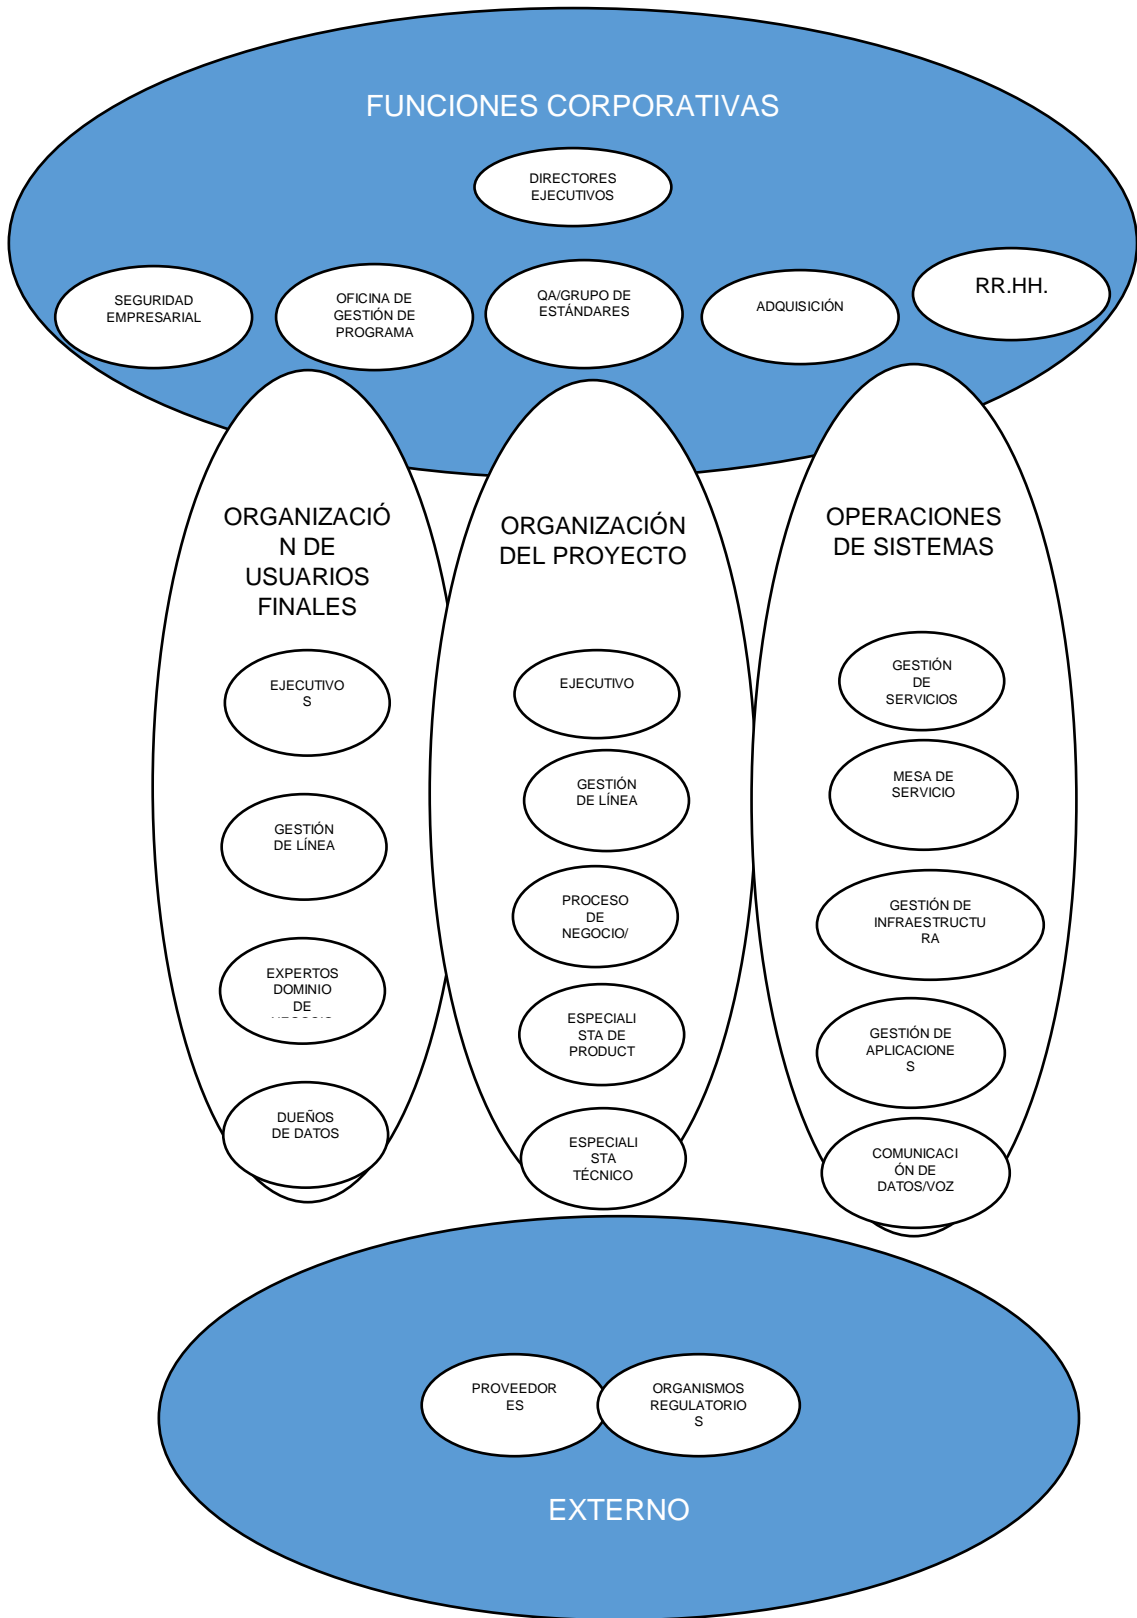 FUNCIONES CORPORATIVAS
DIRECTORES
EJECUTIVOS
SEGURIDAD
EMPRESARIAL
OFICINA DE
GESTIÓN DE
PROGRAMA
QA/GRUPO DE
ESTÁNDARES
ADQUISICIÓN
RR.HH.
ORGANIZACIÓ
N DE
USUARIOS
FINALES
EJECUTIVO
S
GESTIÓN
DE LÍNEA
EXPERTOS
DOMINIO
DE
DUEÑOS
DE DATOS
ORGANIZACIÓN
DEL PROYECTO
EJECUTIVO
GESTIÓN
DE LÍNEA
PROCESO
DE
NEGOCIO/
ESPECIALI
STA DE
PRODUCT
ESPECIALI
STA
TÉCNICO
OPERACIONES
DE SISTEMAS
GESTIÓN
DE
SERVICIOS
MESA DE
SERVICIO
GESTIÓN DE
INFRAESTRUCTU
RA
GESTIÓN DE
APLICACIONE
S
COMUNICACI
ÓN DE
DATOS/VOZ
PROVEEDOR
ES
ORGANISMOS
REGULATORIO
S
EXTERNO